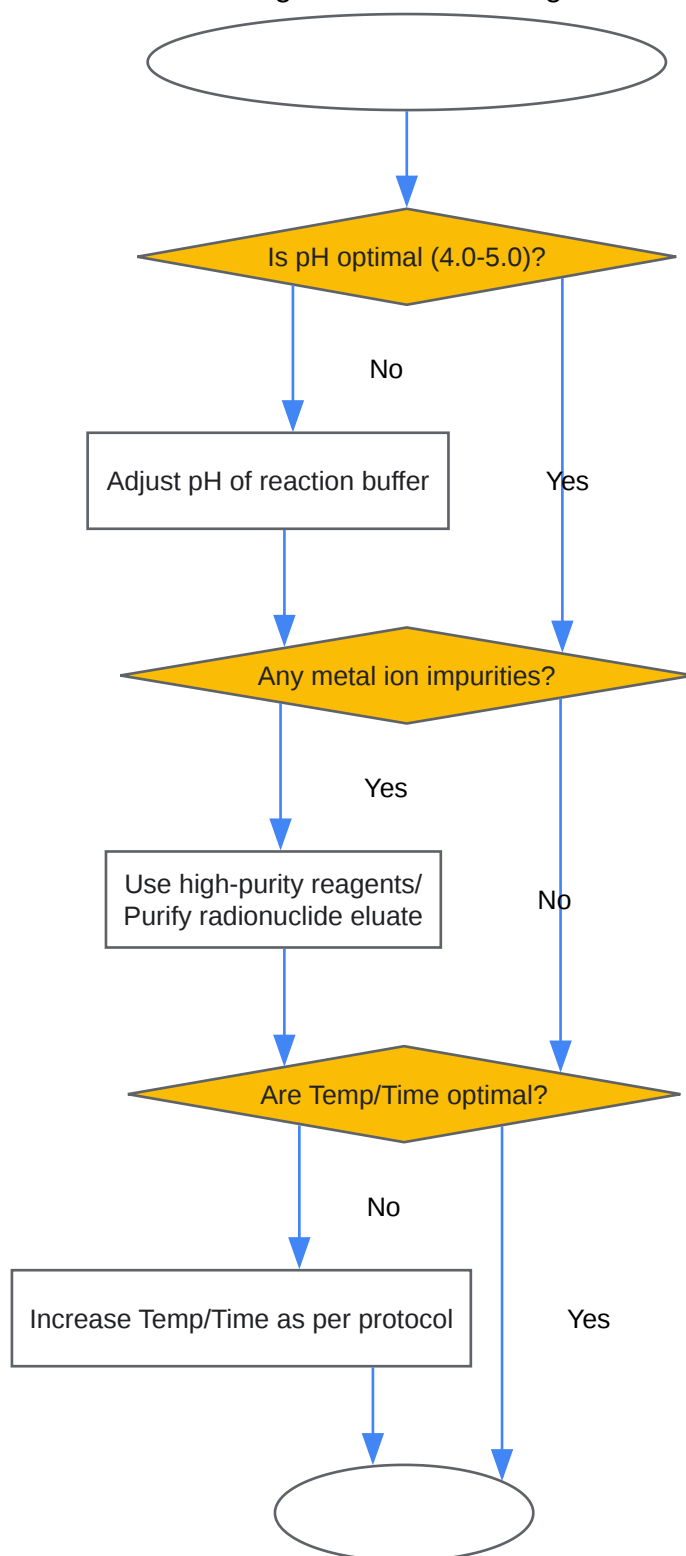 Is pH optimal (4.0-5.0)?
No
Adjust pH of reaction buffer
Yes
Any metal ion impurities?
Yes
Use high-purity reagents/
Purify radionuclide eluate
No
Are Temp/Time optimal?
No
Increase Temp/Time as per protocol
Yes